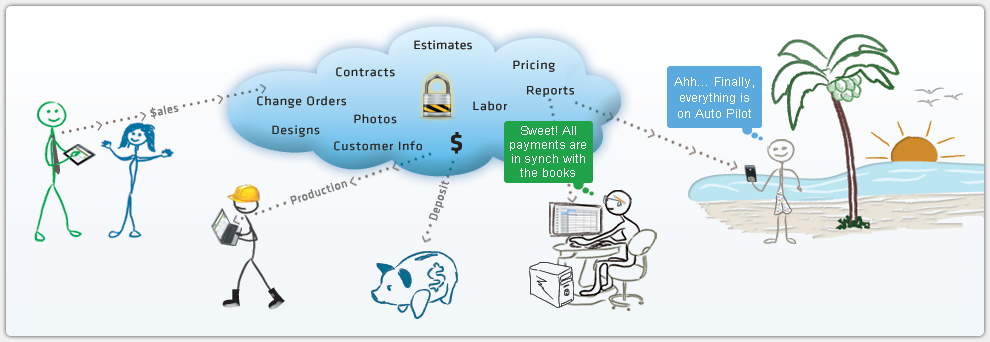 Estimates
Contracts
Pricing
Change Orders
Reports
Labor
Photos
Designs
Customer Info
$
$ales
Production
Deposit
$
Sweet! All
payments are
in synch with
the books
Ahh... Finally,
everything is
on Auto Pilot